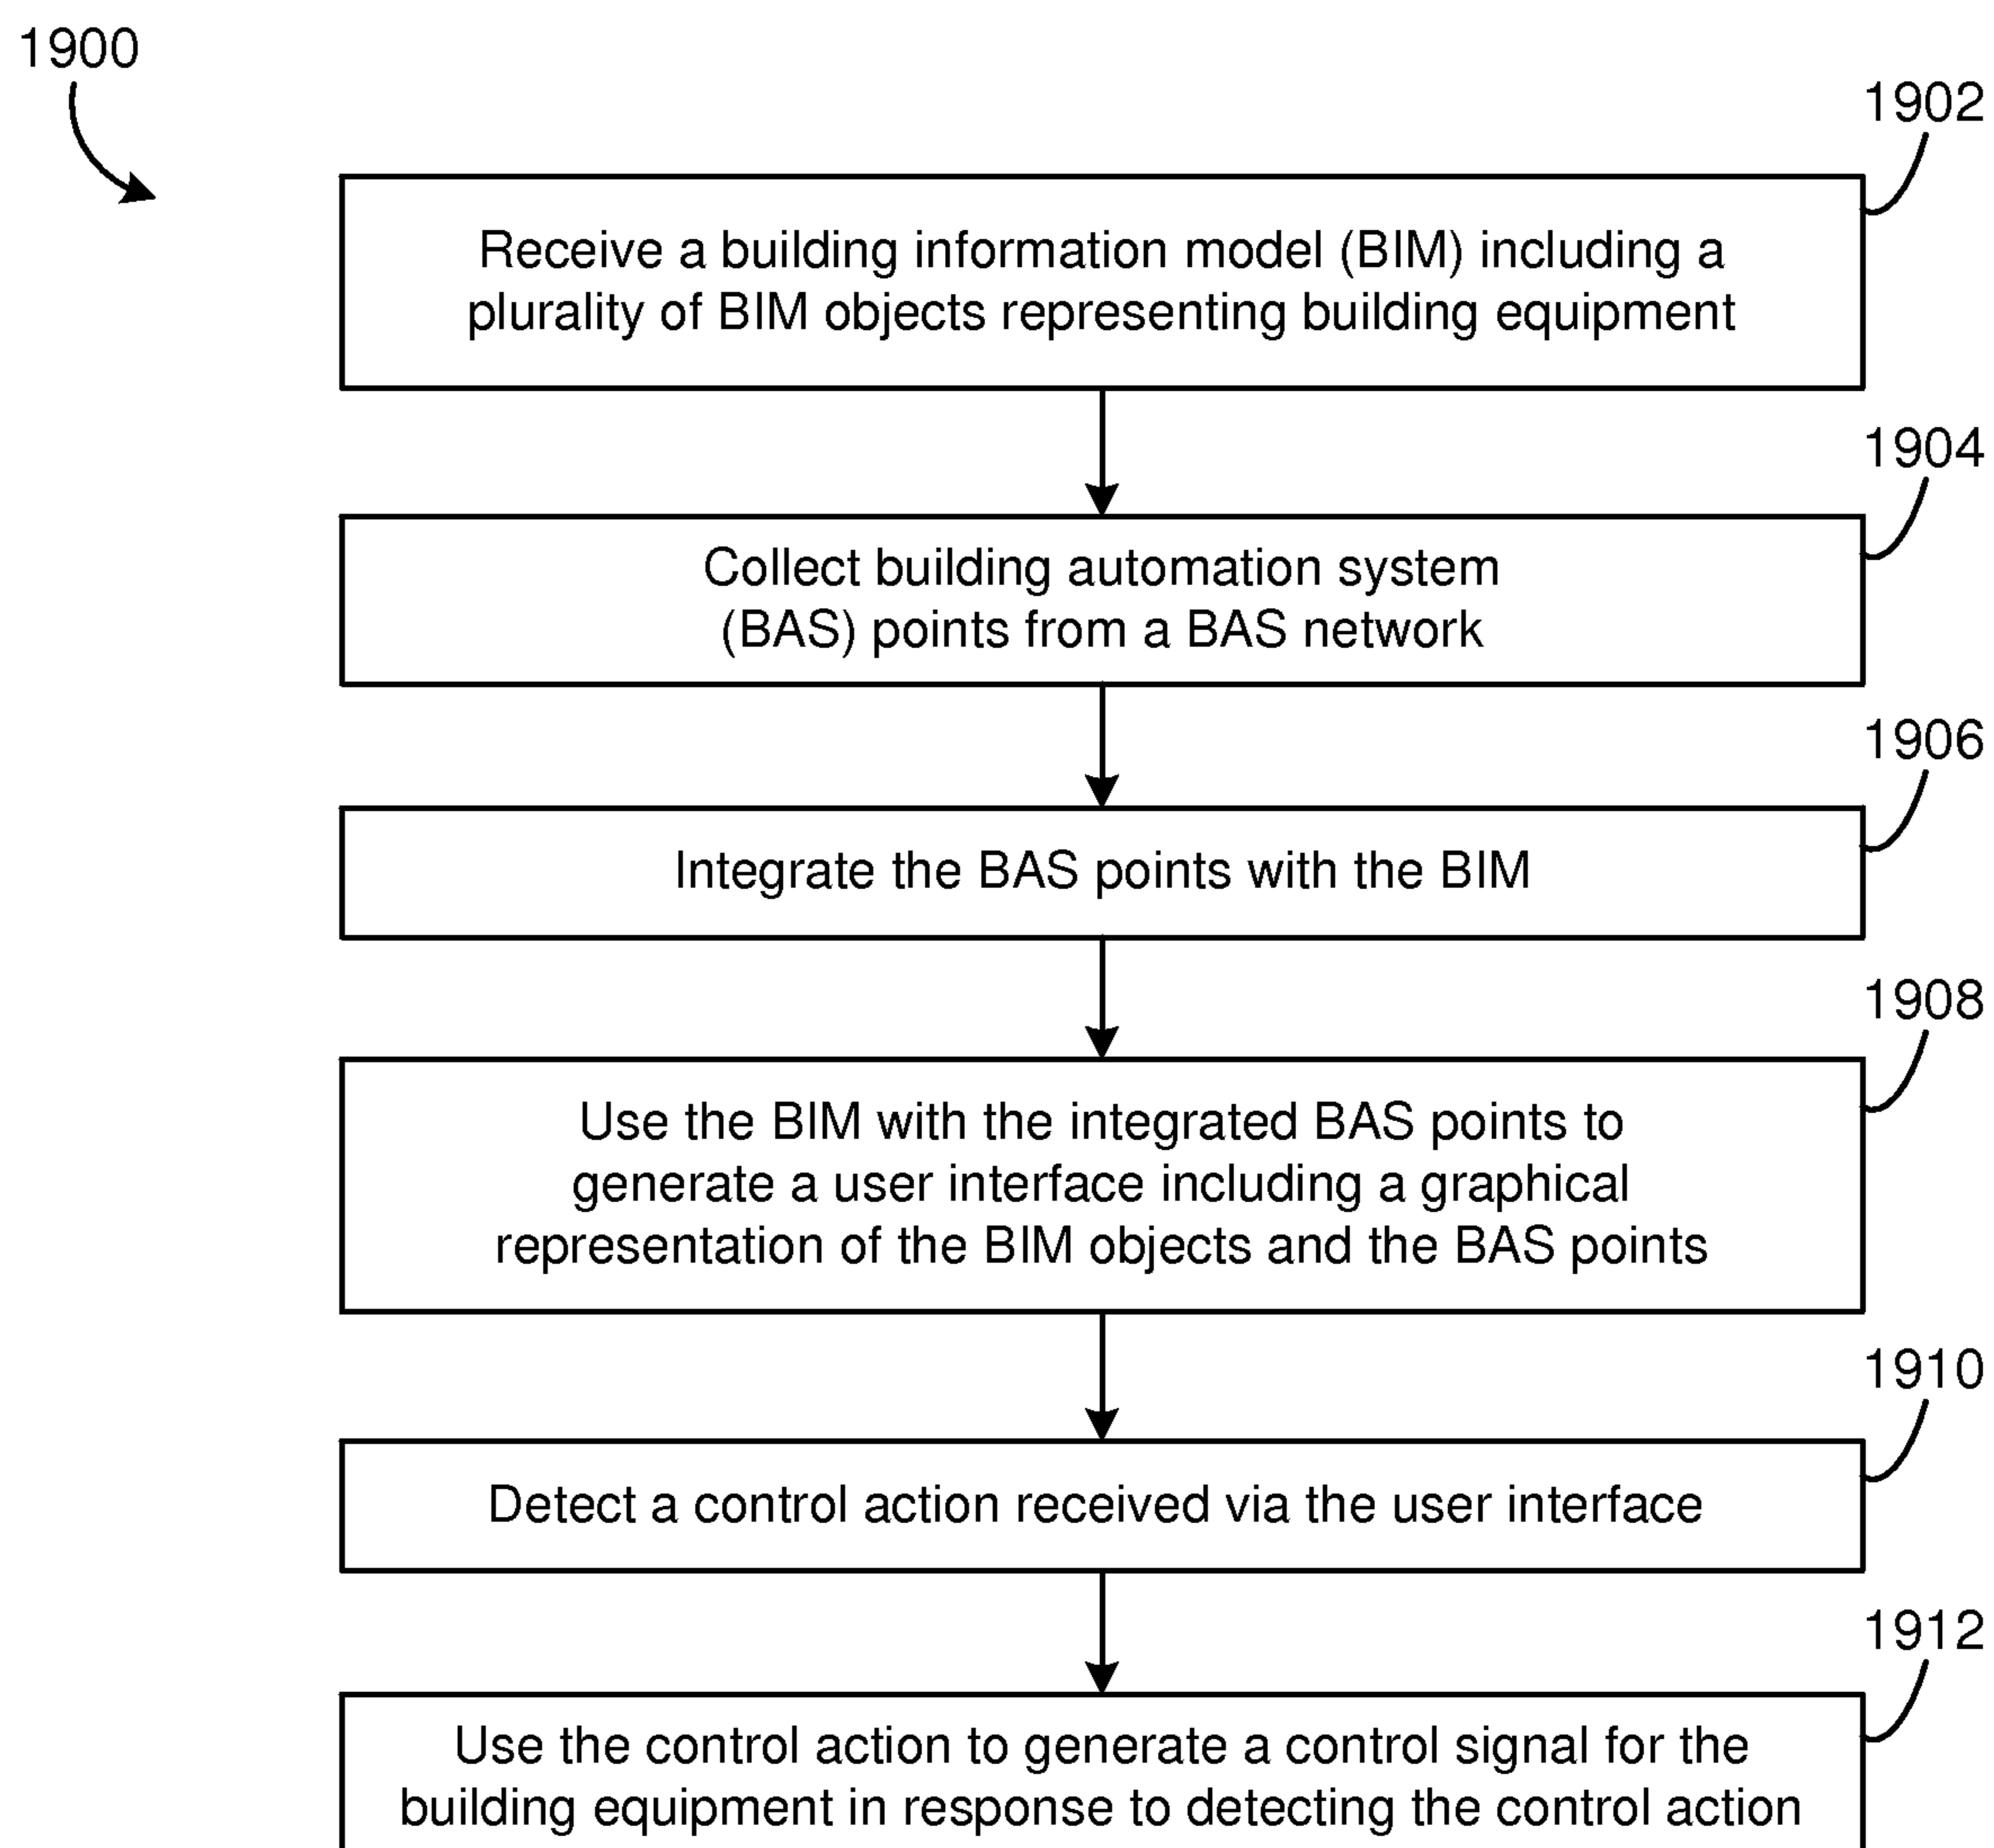 1900
1902
Receive a building information model (BIM) including a
plurality of BIM objects representing building equipment
1904
Collect building automation system
(BAS) points from a BAS network
1906
Integrate the BAS points with the BIM
1908
Use the BIM with the integrated BAS points to
generate a user interface including a graphical
representation of the BIM objects and the BAS points
1910
Detect a control action received via the user interface
1912
Use the control action to generate a control signal for the
building equipment in response to detecting the control action